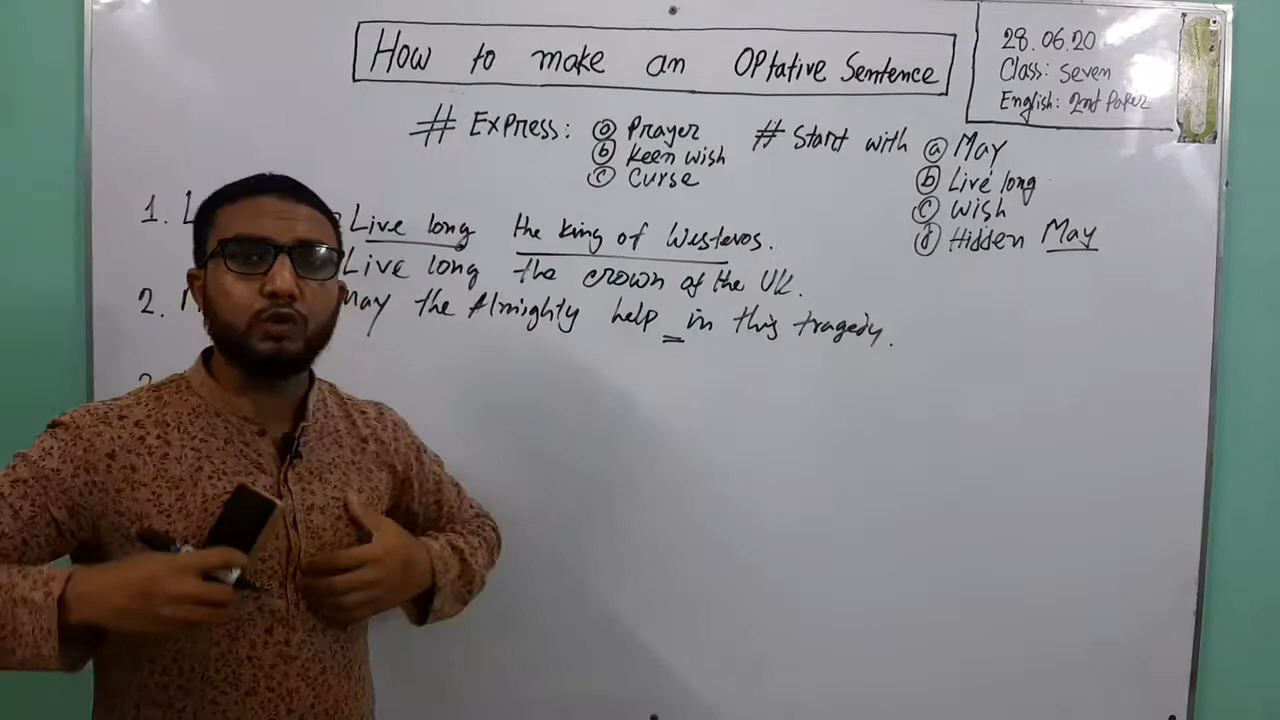 How to make an Optative Sentence
28.06.20
Class: Seven
English: 2nd Paper
# Express: (a) Prayer
(b) Keen wish
(c) Curse
# Start with (a) May
(b) Live long
(c) Wish
(d) Hidden May
1. L
Live long the king of Westeros.
Live long the crown of the UK.
2.
May the Almighty help in this tragedy.